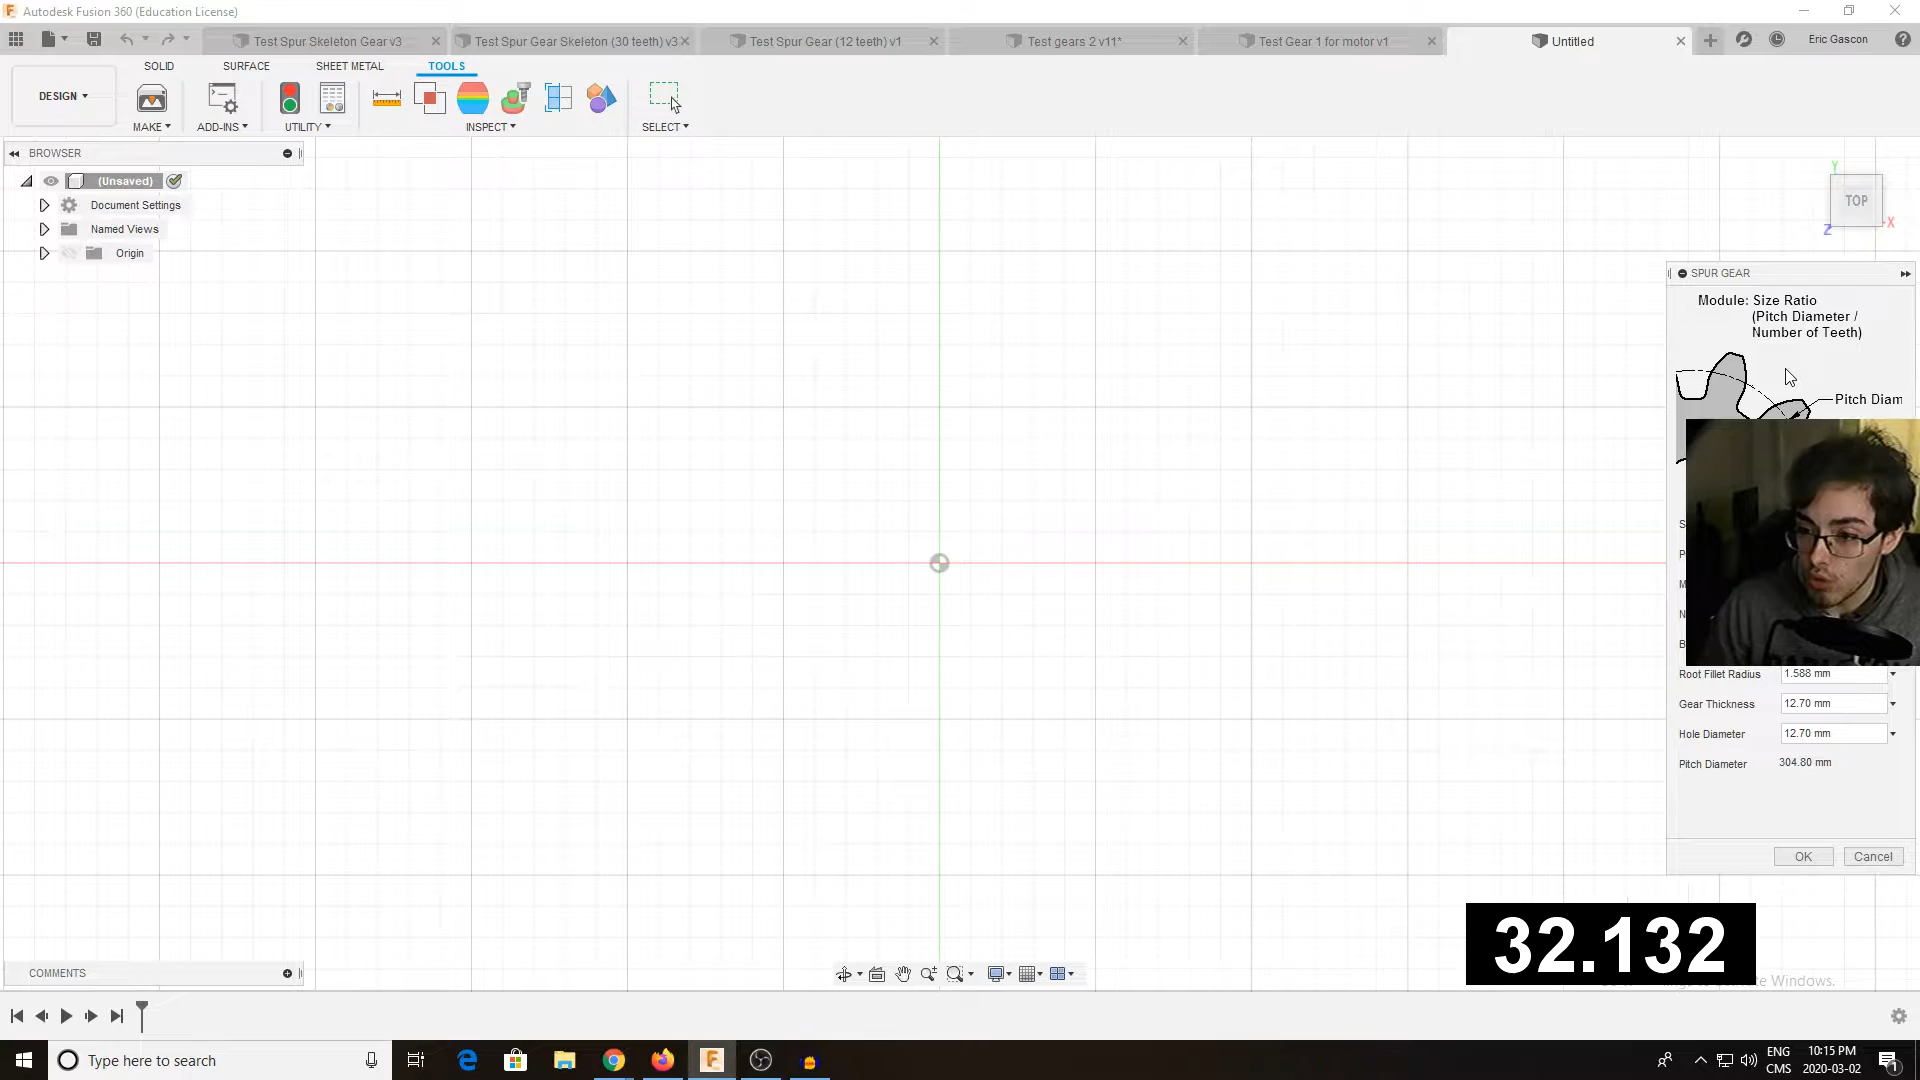 Autodesk Fusion 360 (Education License)
Test Spur Skeleton Gear v3
Test Spur Gear Skeleton (30 teeth) v3
Test Spur Gear (12 teeth) v1
Test gears 2 v11*
Test Gear 1 for motor v1
Untitled
Eric Gascon
SOLID
SURFACE
SHEET METAL
TOOLS
DESIGN
MAKE
ADD-INS
UTILITY
INSPECT
SELECT
BROWSER
(Unsaved)
Document Settings
Named Views
Origin
Y
TOP
X
Z
SPUR GEAR
Module: Size Ratio
(Pitch Diameter /
Number of Teeth)
Pitch Diam
Root Fillet Radius 1.588 mm
Gear Thickness 12.70 mm
Hole Diameter 12.70 mm
Pitch Diameter 304.80 mm
OK
Cancel
32.132
Windows.
COMMENTS
Type here to search
ENG
CMS
10:15 PM
2020-03-02
1